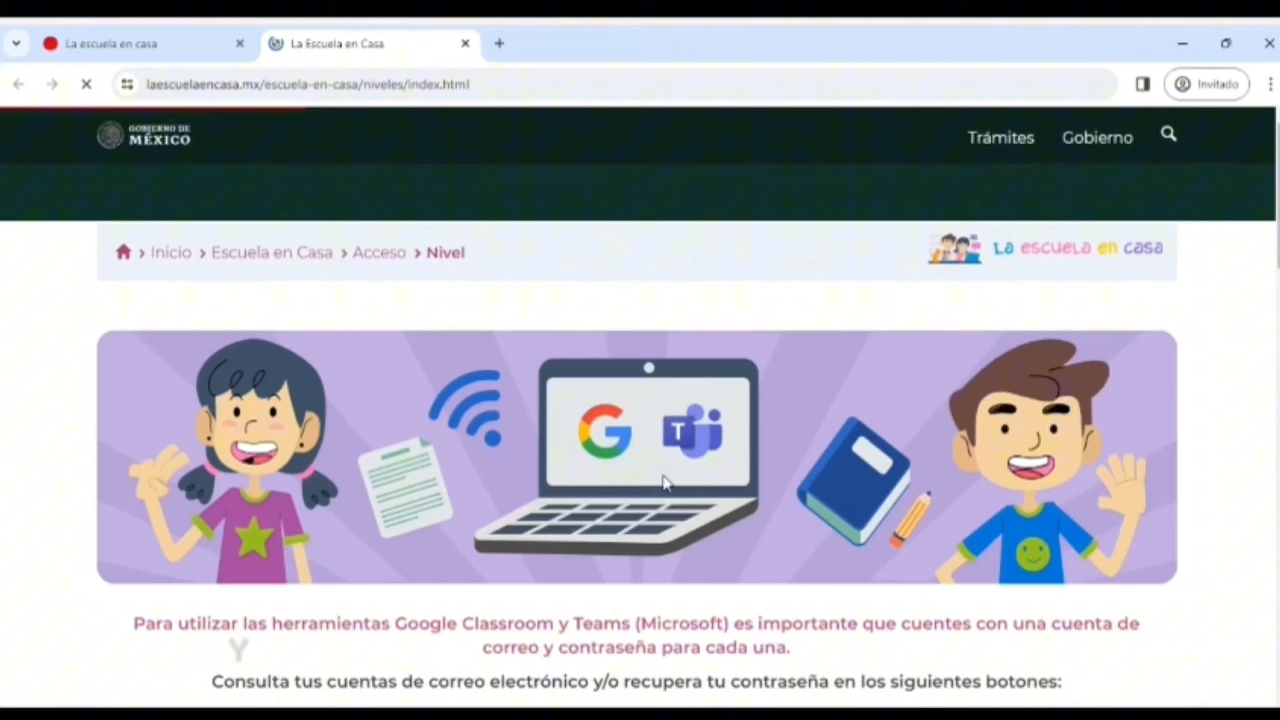 La escuela en casa
La Escuela en Casa
laescuelaencasa.mx/escuela-en-casa/niveles/index.html
Invitado
GOBIERNO DE
MÉXICO
Trámites
Gobierno
Inicio > Escuela en Casa > Acceso > Nivel
La escuela en casa
G
T
Para utilizar las herramientas Google Classroom y Teams (Microsoft) es importante que cuentes con una cuenta de
correo y contraseña para cada una.
Y
Consulta tus cuentas de correo electrónico y/o recupera tu contraseña en los siguientes botones: